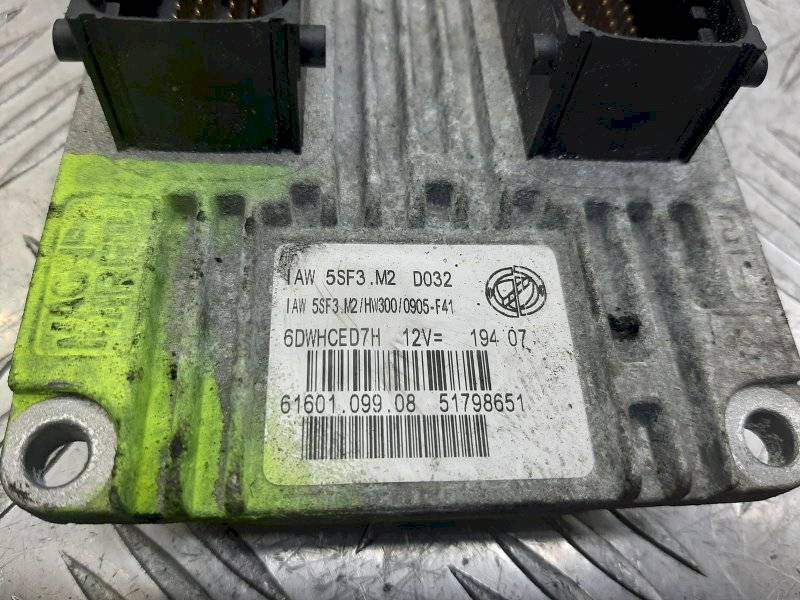 IAW 5SF3.M2 D032
IAW 5SF3.M2/HW300/0905-F41
6DWHCED7H 12V= 194 07
61601.099.08 51798651